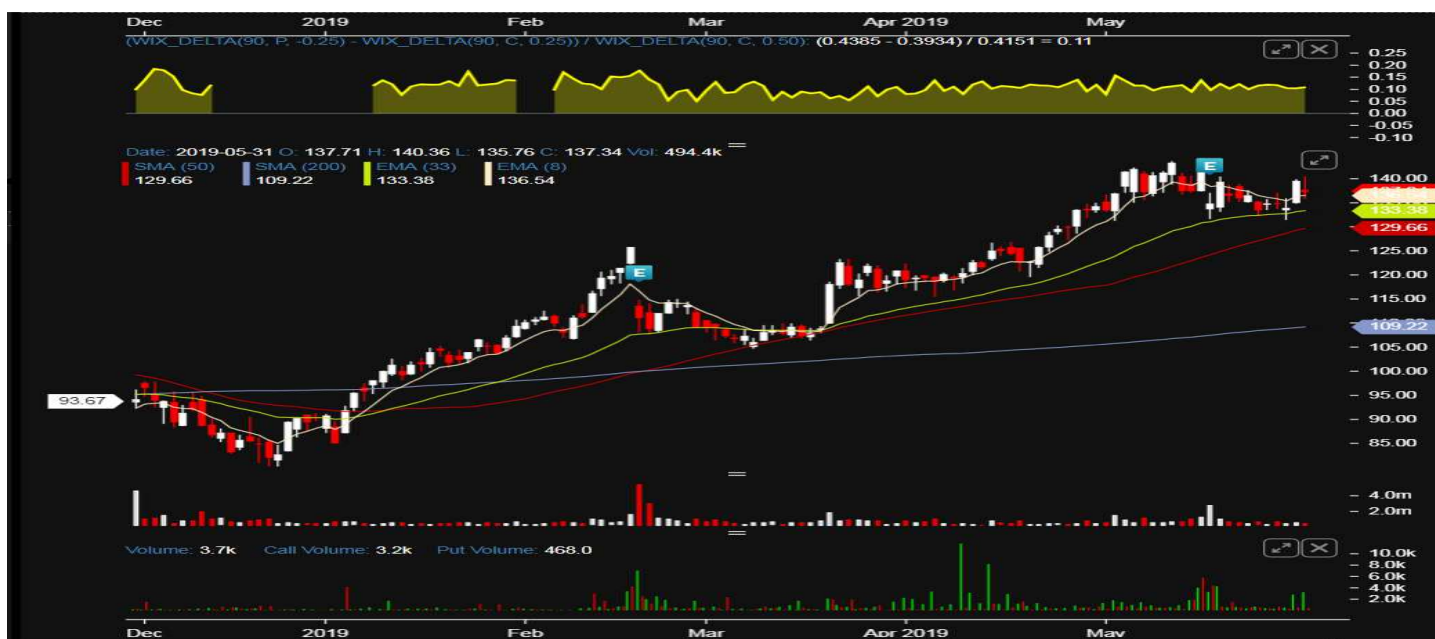 Dec 2019 Feb Mar Apr 2019 May
(WIX_DELTA(90, P, -0.25) - WIX_DELTA(90, C, 0.25)) / WIX_DELTA(90, C, 0.50): (0.4385 - 0.3934) / 0.4151 = 0.11
0.25
0.20
0.15
0.10
0.05
0.00
-0.05
-0.10
Date: 2019-05-31 O: 137.71 H: 140.36 L: 135.76 C: 137.34 Vol: 494.4k
SMA (50) SMA (200) EMA (33) EMA (8)
129.66 109.22 133.38 136.54
E
E
140.00
133.38
129.66
125.00
120.00
115.00
109.22
105.00
100.00
95.00
93.67
90.00
85.00
4.0m
2.0m
Volume: 3.7k Call Volume: 3.2k Put Volume: 468.0
10.0k
8.0k
6.0k
4.0k
2.0k
Dec 2019 Feb Mar Apr 2019 May